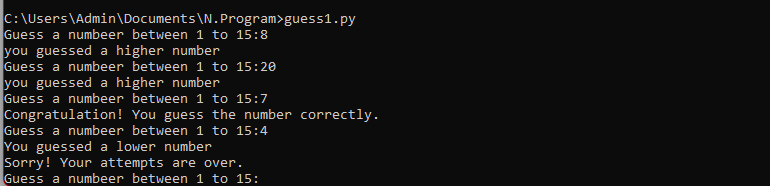 C:\Users\Admin\Documents\N.Program>guess1.py
Guess a numbeer between 1 to 15:8
you guessed a higher number
Guess a numbeer between 1 to 15:20
you guessed a higher number
Guess a numbeer between 1 to 15:7
Congratulation! You guess the number correctly.
Guess a numbeer between 1 to 15:4
You guessed a lower number
Sorry! Your attempts are over.
Guess a numbeer between 1 to 15: